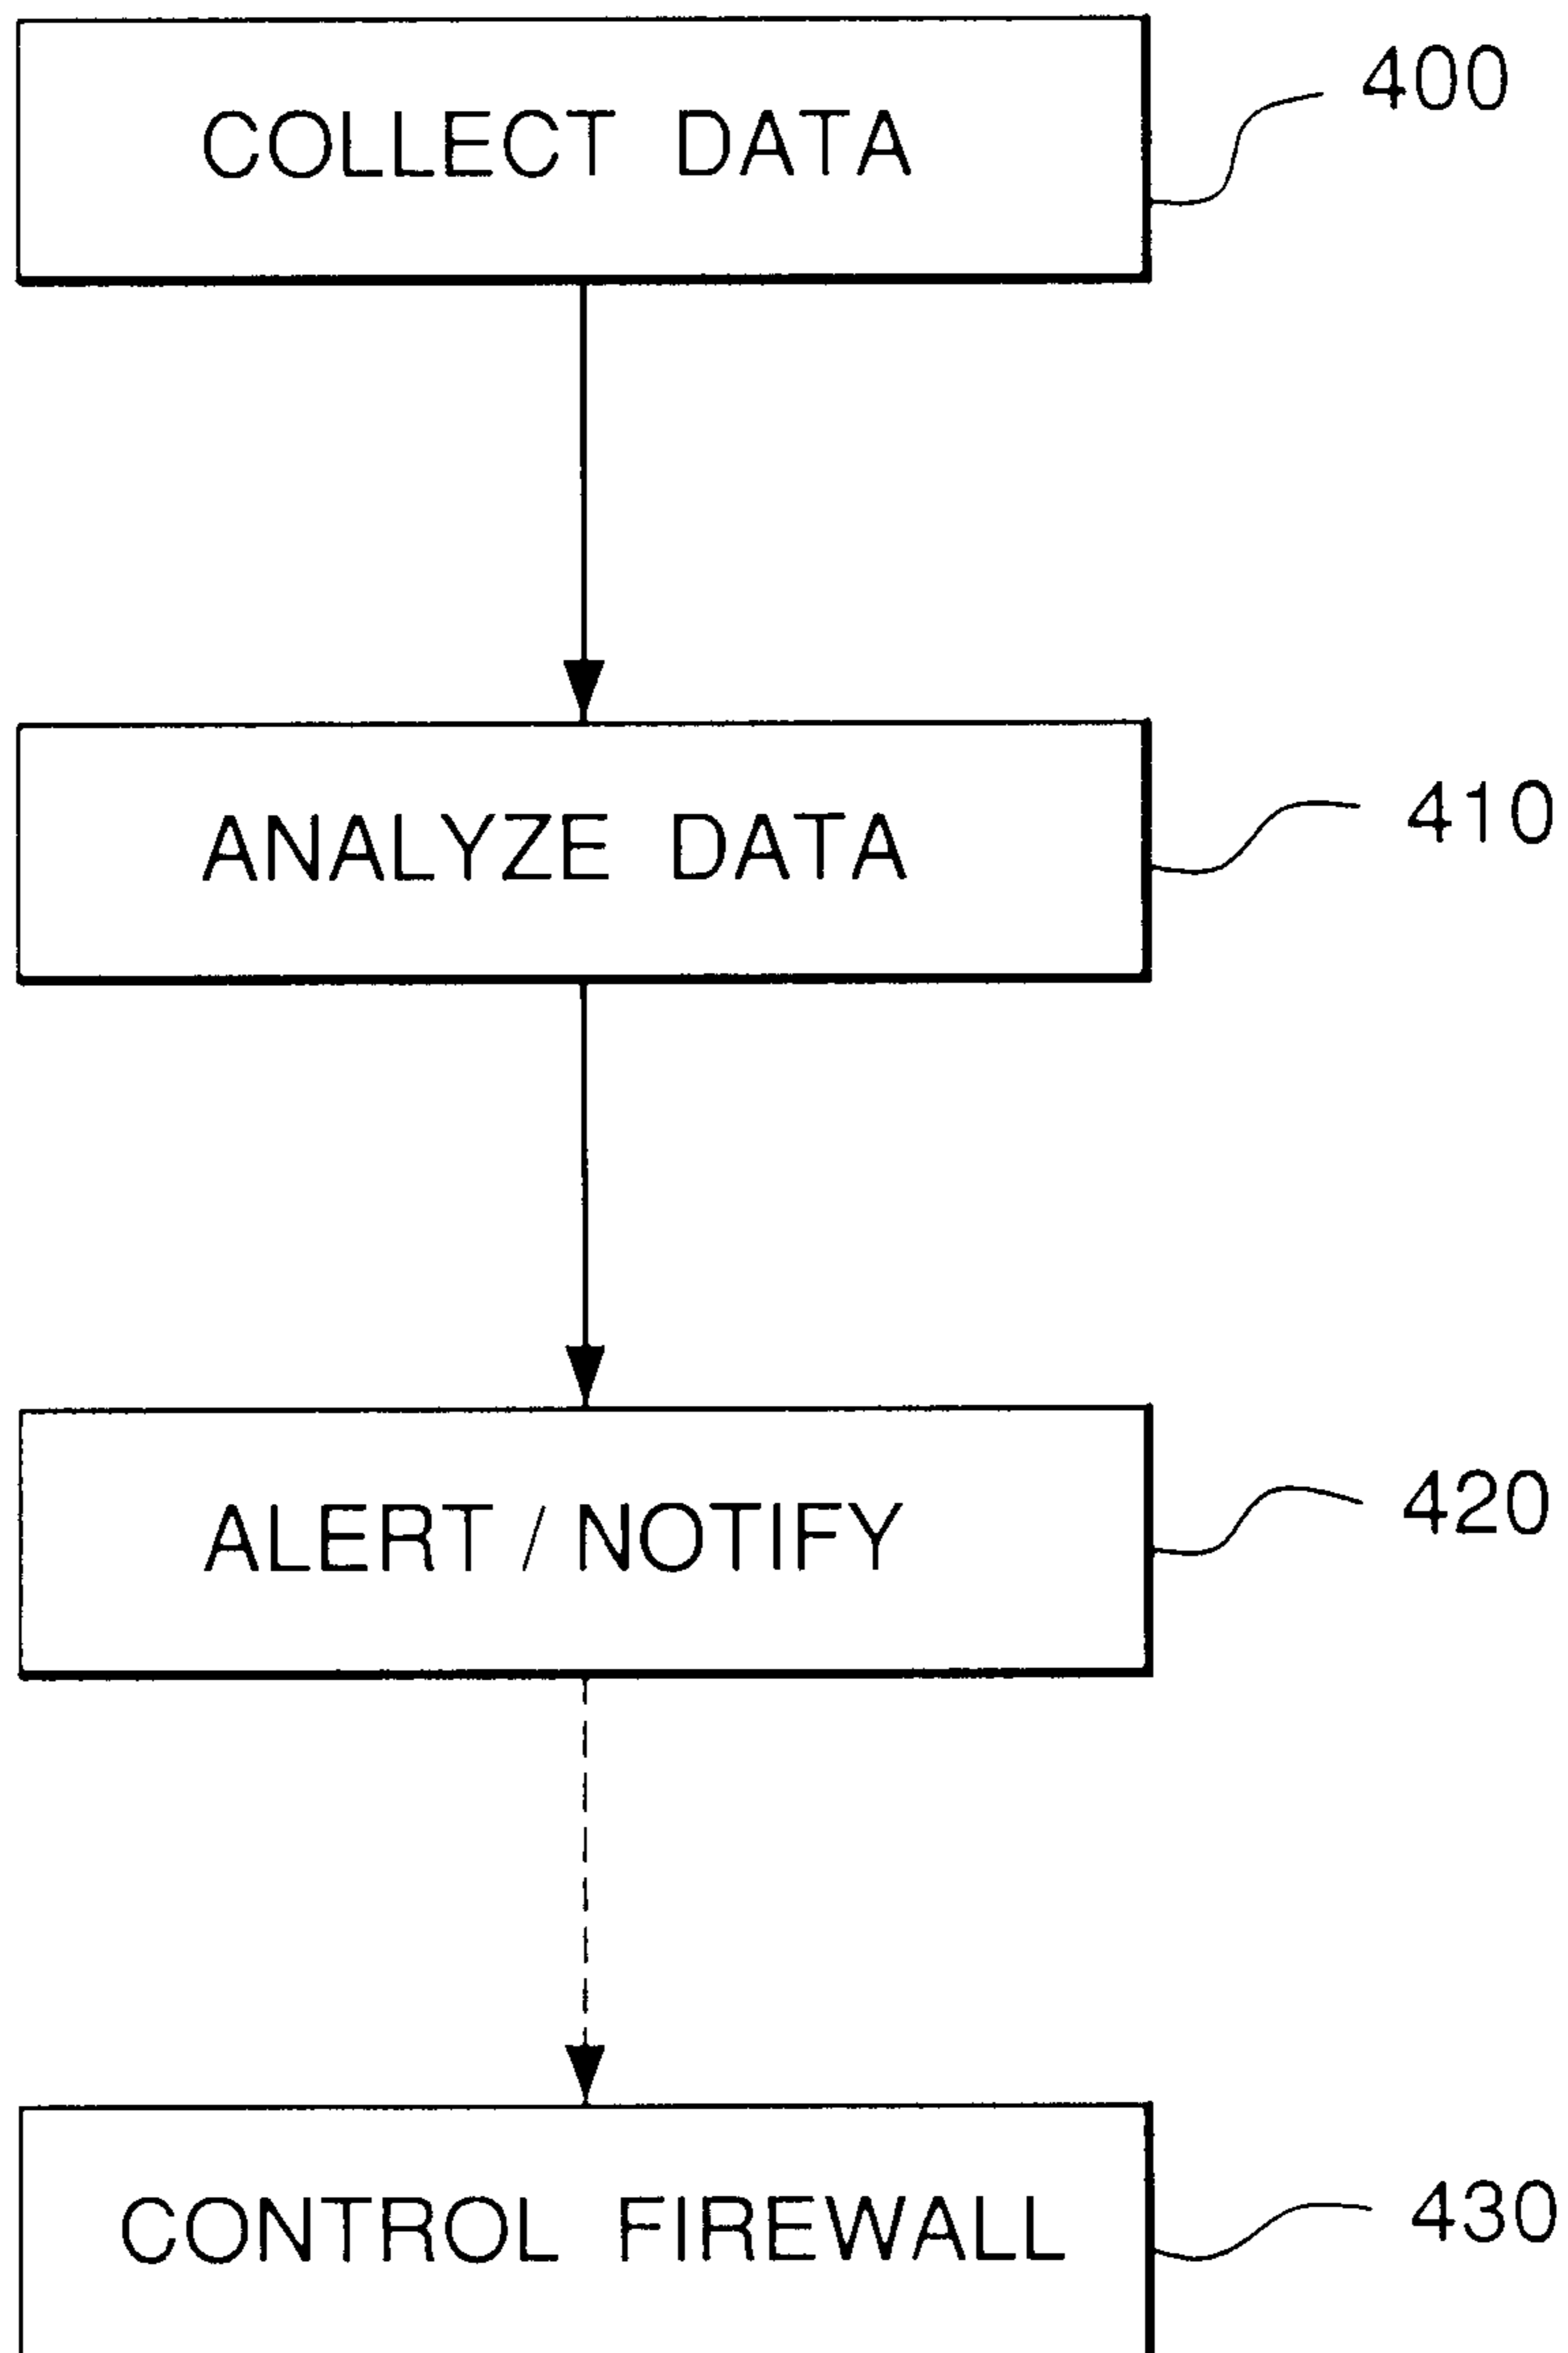 COLLECT DATA
400
ANALYZE DATA
410
ALERT / NOTIFY
420
CONTROL FIREWALL
430